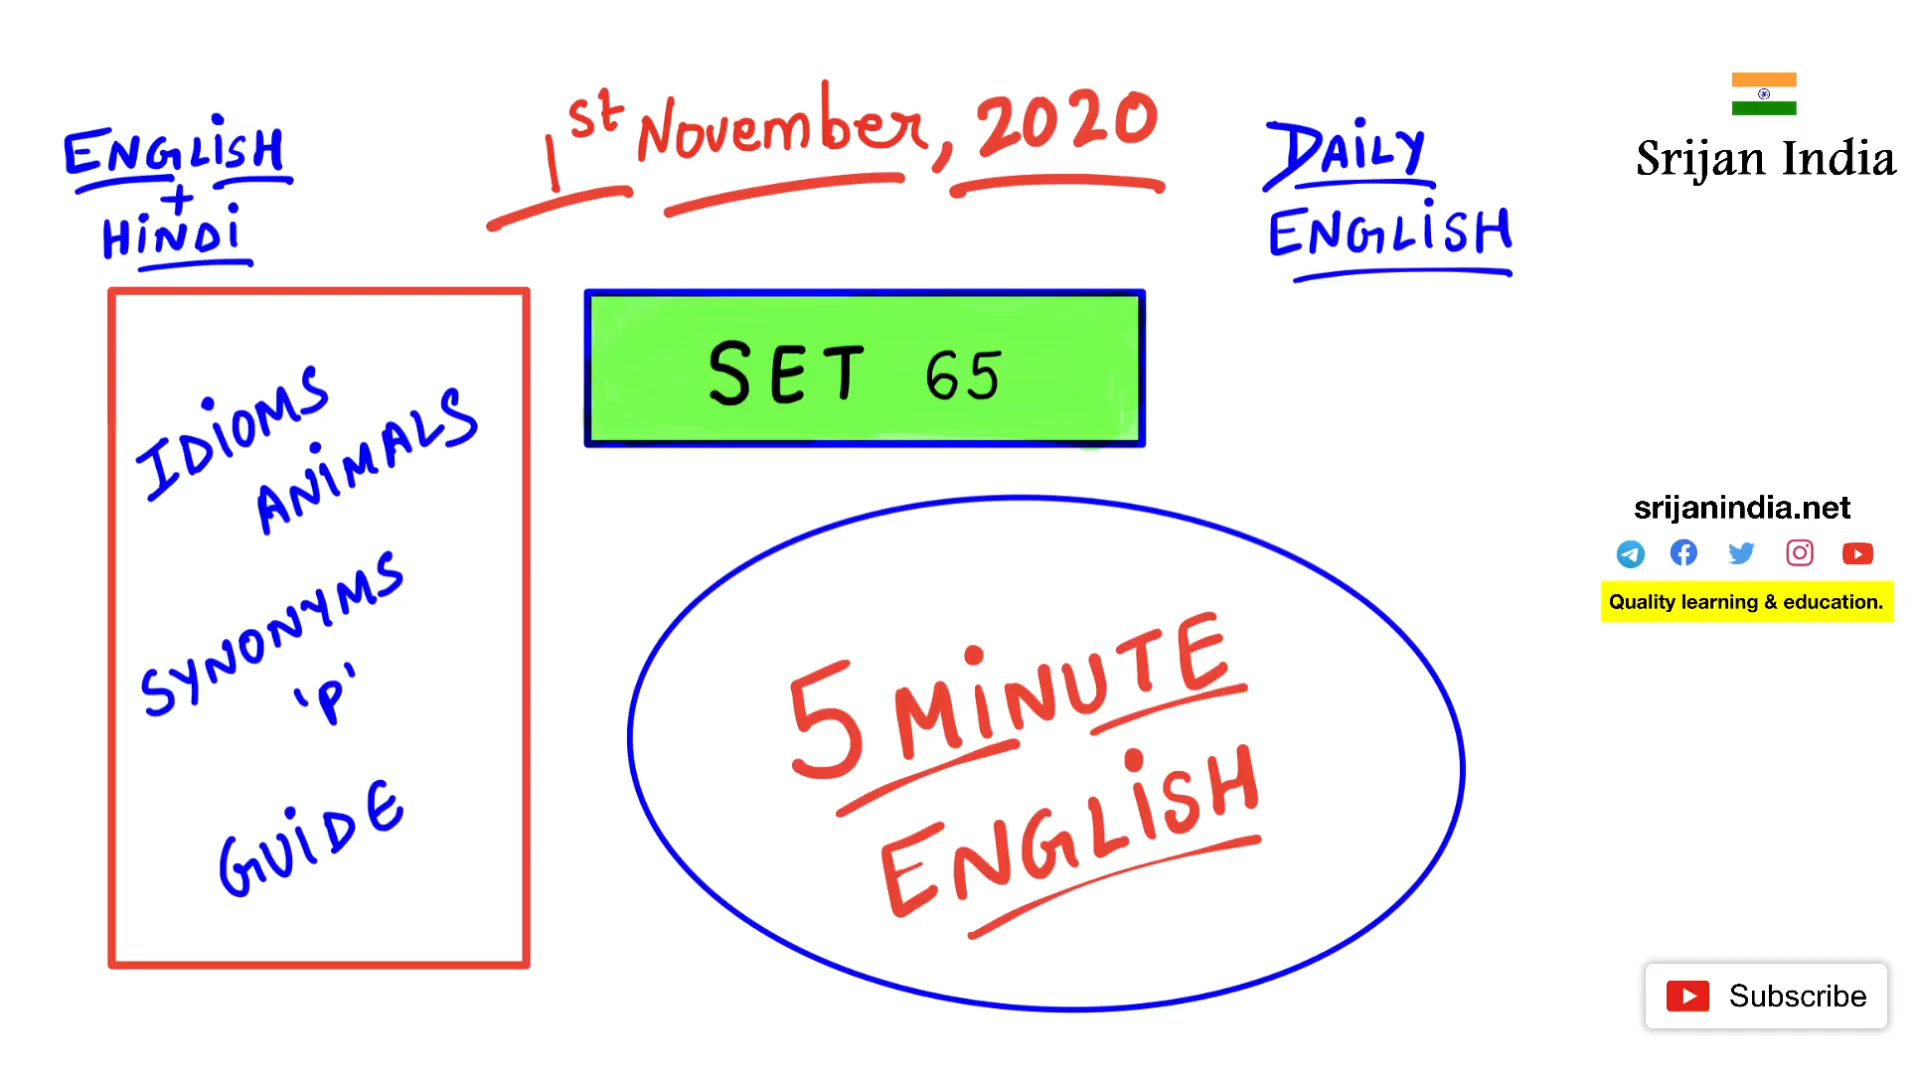 ENGLISH
+
HINDI
1st November, 2020
DAILY
ENGLISH
Srijan India
SET 65
IDIOMS
ANIMALS
SYNONYMS
'P'
GUIDE
5 MINUTE
ENGLISH
srijanindia.net
Quality learning & education.
Subscribe